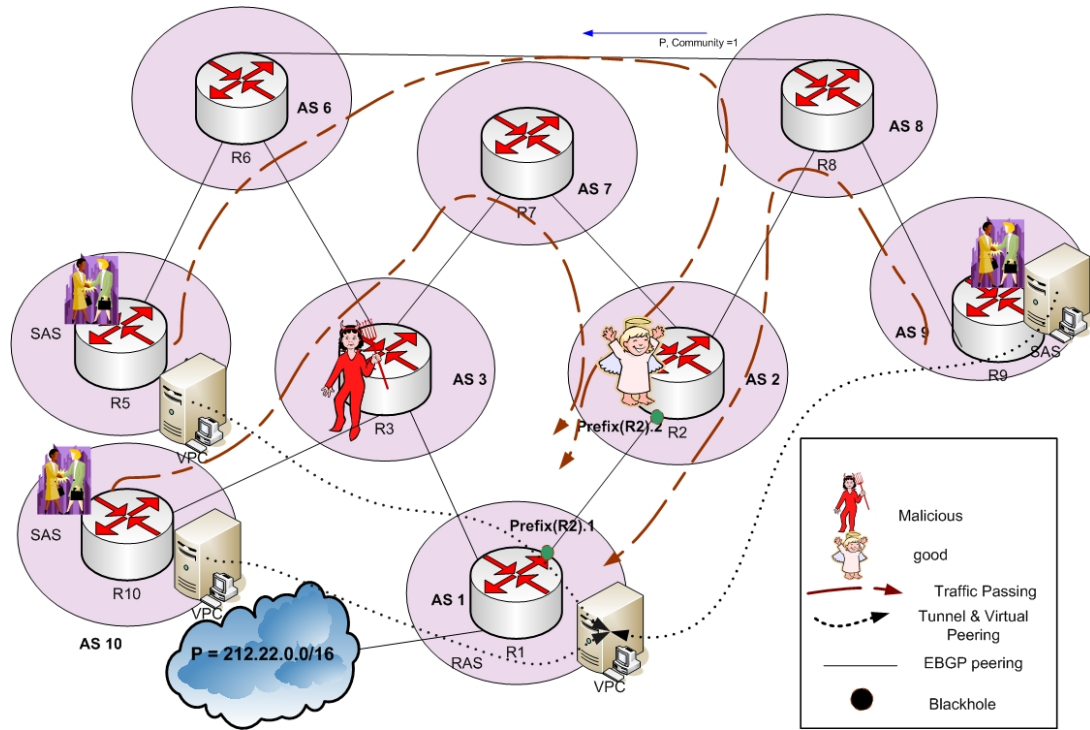 P, Community =1
AS 6
R6
AS 7
R7
AS 8
R8
SAS
R5
VPC
AS 3
R3
AS 2
R2
Prefix(R2).2
AS 9
SAS
R9
SAS
R10
VPC
AS 10
Prefix(R2).1
AS 1
R1
RAS
VPC
P = 212.22.0.0/16
Malicious
good
Traffic Passing
Tunnel & Virtual
Peering
EBGP peering
Blackhole